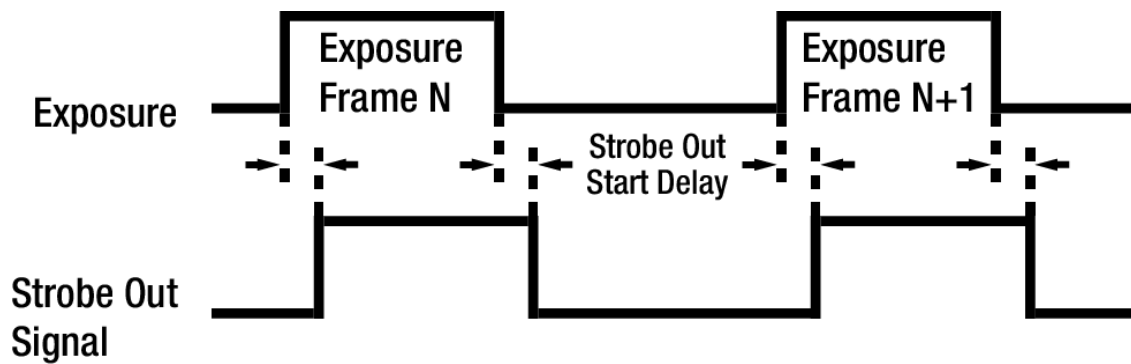 Exposure
Frame N
Exposure
Frame N+1
Exposure
Strobe Out
Start Delay
Strobe Out
Signal